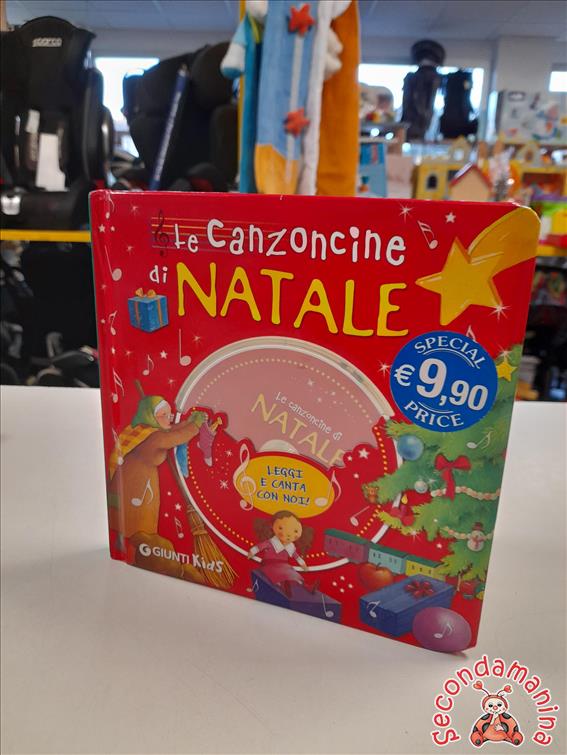 Le Canzoncine
di NATALE
SPECIAL
€ 9,90
PRICE
Le canzoncine di
NATALE
LEGGI
E CANTA
CON NOI!
GIUNTI Kids
Secondamanina